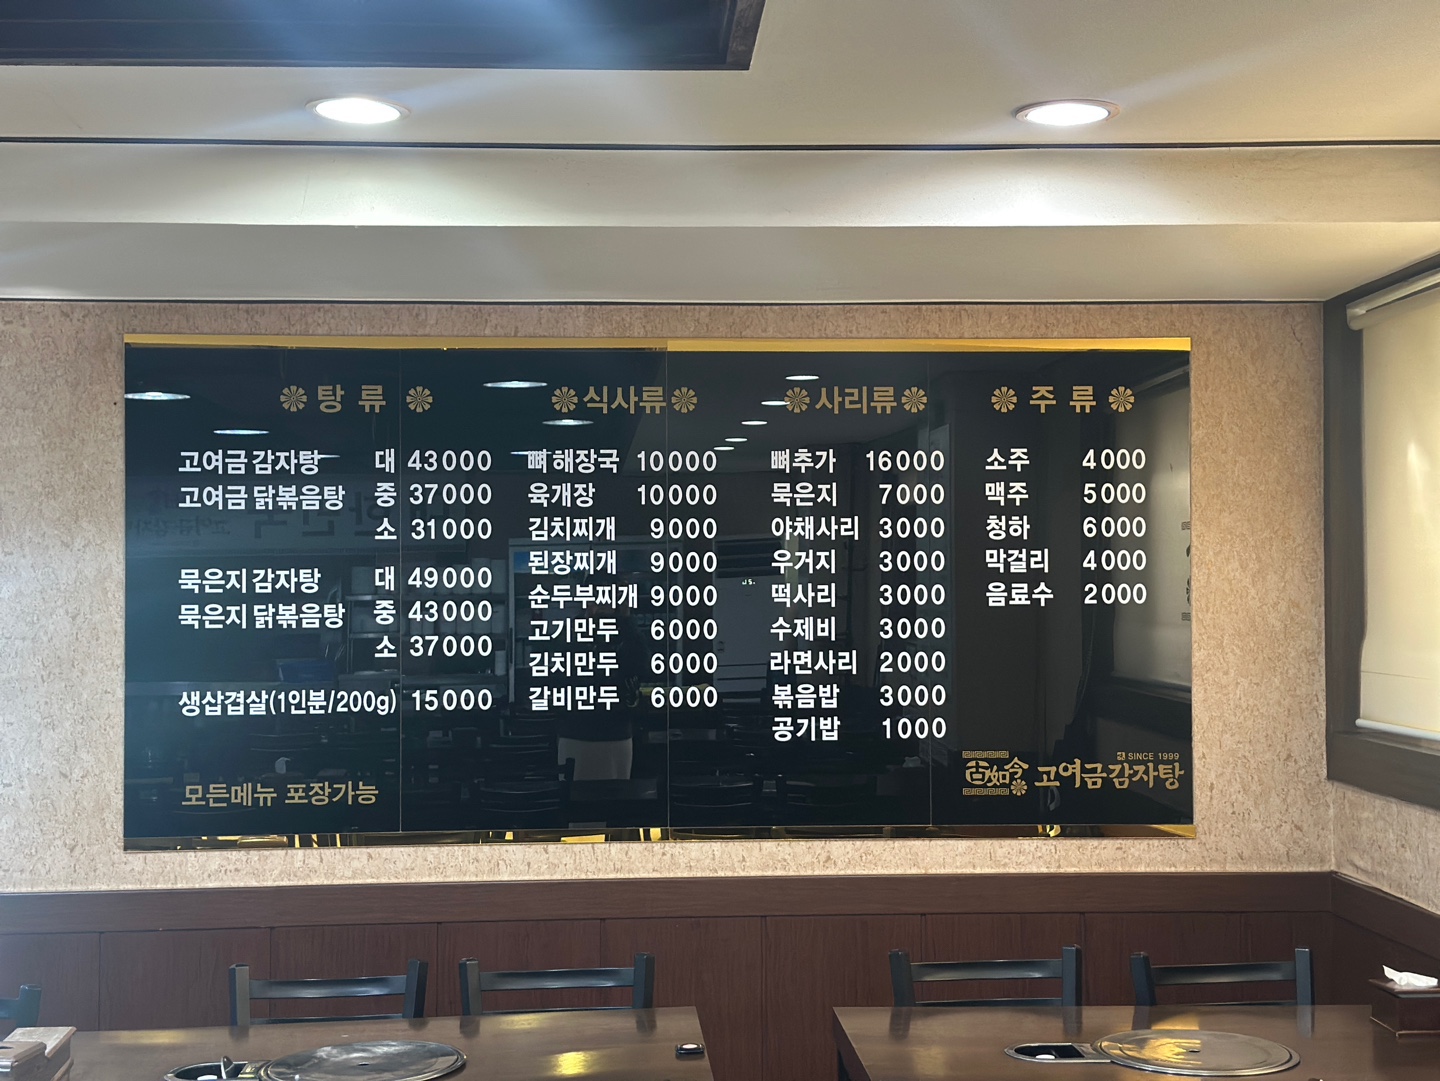 탕 류
고여금 감자탕 대 43000
고여금 닭볶음탕 중 37000
소 31000
묵은지 감자탕 대 49000
묵은지 닭볶음탕 중 43000
소 37000
생삼겹살(1인분/200g) 15000
모든메뉴 포장가능
식사류
뼈해장국 10000
육개장 10000
김치찌개 9000
된장찌개 9000
순두부찌개 9000
고기만두 6000
김치만두 6000
갈비만두 6000
사리류
뼈추가 16000
묵은지 7000
야채사리 3000
우거지 3000
떡사리 3000
수제비 3000
라면사리 2000
볶음밥 3000
공기밥 1000
주 류
소주 4000
맥주 5000
청하 6000
막걸리 4000
음료수 2000
SINCE 1999
古如今 고여금감자탕